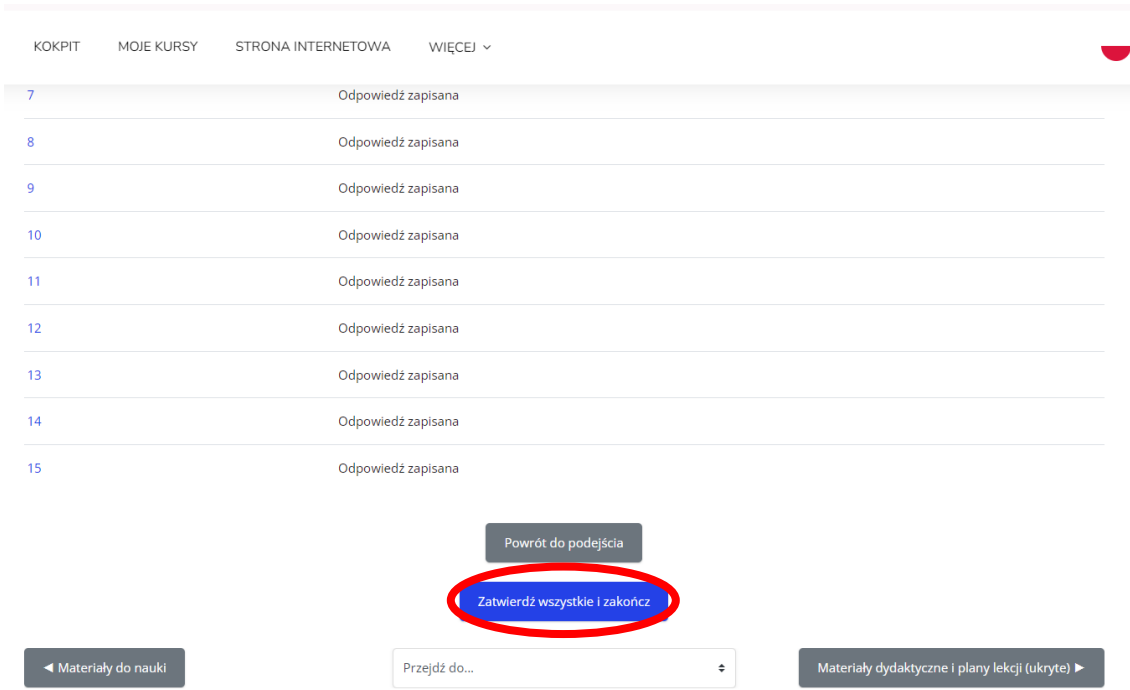 KOKPIT MOJE KURSY STRONA INTERNETOWA WIĘCEJ
7 Odpowiedź zapisana
8 Odpowiedź zapisana
9 Odpowiedź zapisana
10 Odpowiedź zapisana
11 Odpowiedź zapisana
12 Odpowiedź zapisana
13 Odpowiedź zapisana
14 Odpowiedź zapisana
15 Odpowiedź zapisana
Powrót do podejścia
Zatwierdź wszystkie i zakończ
◄ Materiały do nauki Przejdź do... Materiały dydaktyczne i plany lekcji (ukryte) ►